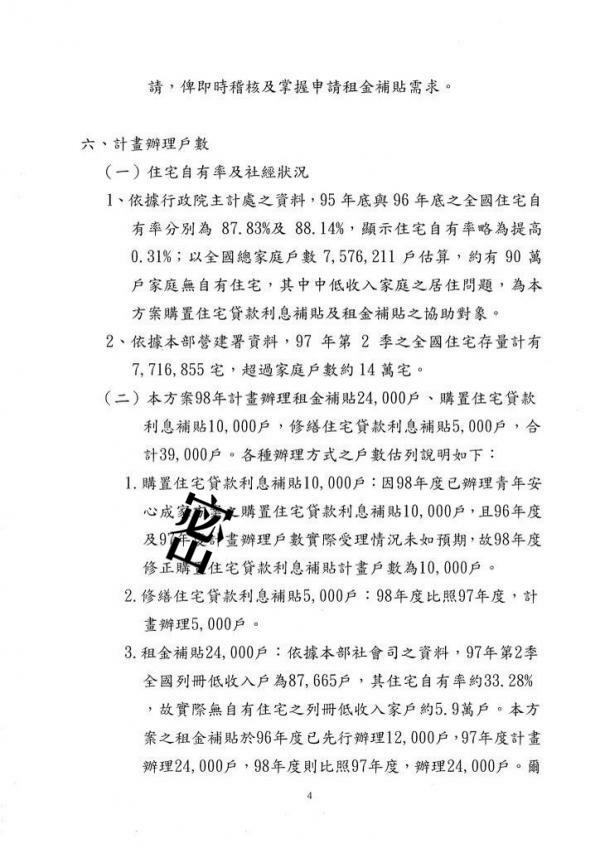 請，俾即時稽核及掌握申請租金補貼需求。
六、計畫辦理戶數
（一）住宅自有率及社經狀況
1、依據行政院主計處之資料，95 年底與 96 年底之全國住宅自
有率分別為 87.83%及 88.14%，顯示住宅自有率略為提高
0.31%；以全國總家庭戶數 7,576,211 戶估算，約有 90 萬
戶家庭無自有住宅，其中中低收入家庭之居住問題，為本
方案購置住宅貸款利息補貼及租金補貼之協助對象。
2、依據本部營建署資料，97 年第 2 季之全國住宅存量計有
7,716,855 宅，超過家庭戶數約 14 萬宅。
（二）本方案98年計畫辦理租金補貼24,000戶、購置住宅貸款
利息補貼10,000戶，修繕住宅貸款利息補貼5,000戶，合
計39,000戶。各種辦理方式之戶數估列說明如下：
1.購置住宅貸款利息補貼10,000戶：因98年度已辦理青年安
心成家　　之購置住宅貸款利息補貼10,000戶，且96年度
及97年度計畫辦理戶數實際受理情況未如預期，故98年度
修正購置住宅貸款利息補貼計畫戶數為10,000戶。
密
2.修繕住宅貸款利息補貼5,000戶：98年度比照97年度，計
畫辦理5,000戶。
3.租金補貼24,000戶：依據本部社會司之資料，97年第2季
全國列冊低收入戶為87,665戶，其住宅自有率約33.28%
，故實際無自有住宅之列冊低收入家戶約5.9萬戶。本方
案之租金補貼於96年度已先行辦理12,000戶，97年度計畫
辦理24,000戶，98年度則比照97年度，辦理24,000戶。爾
4